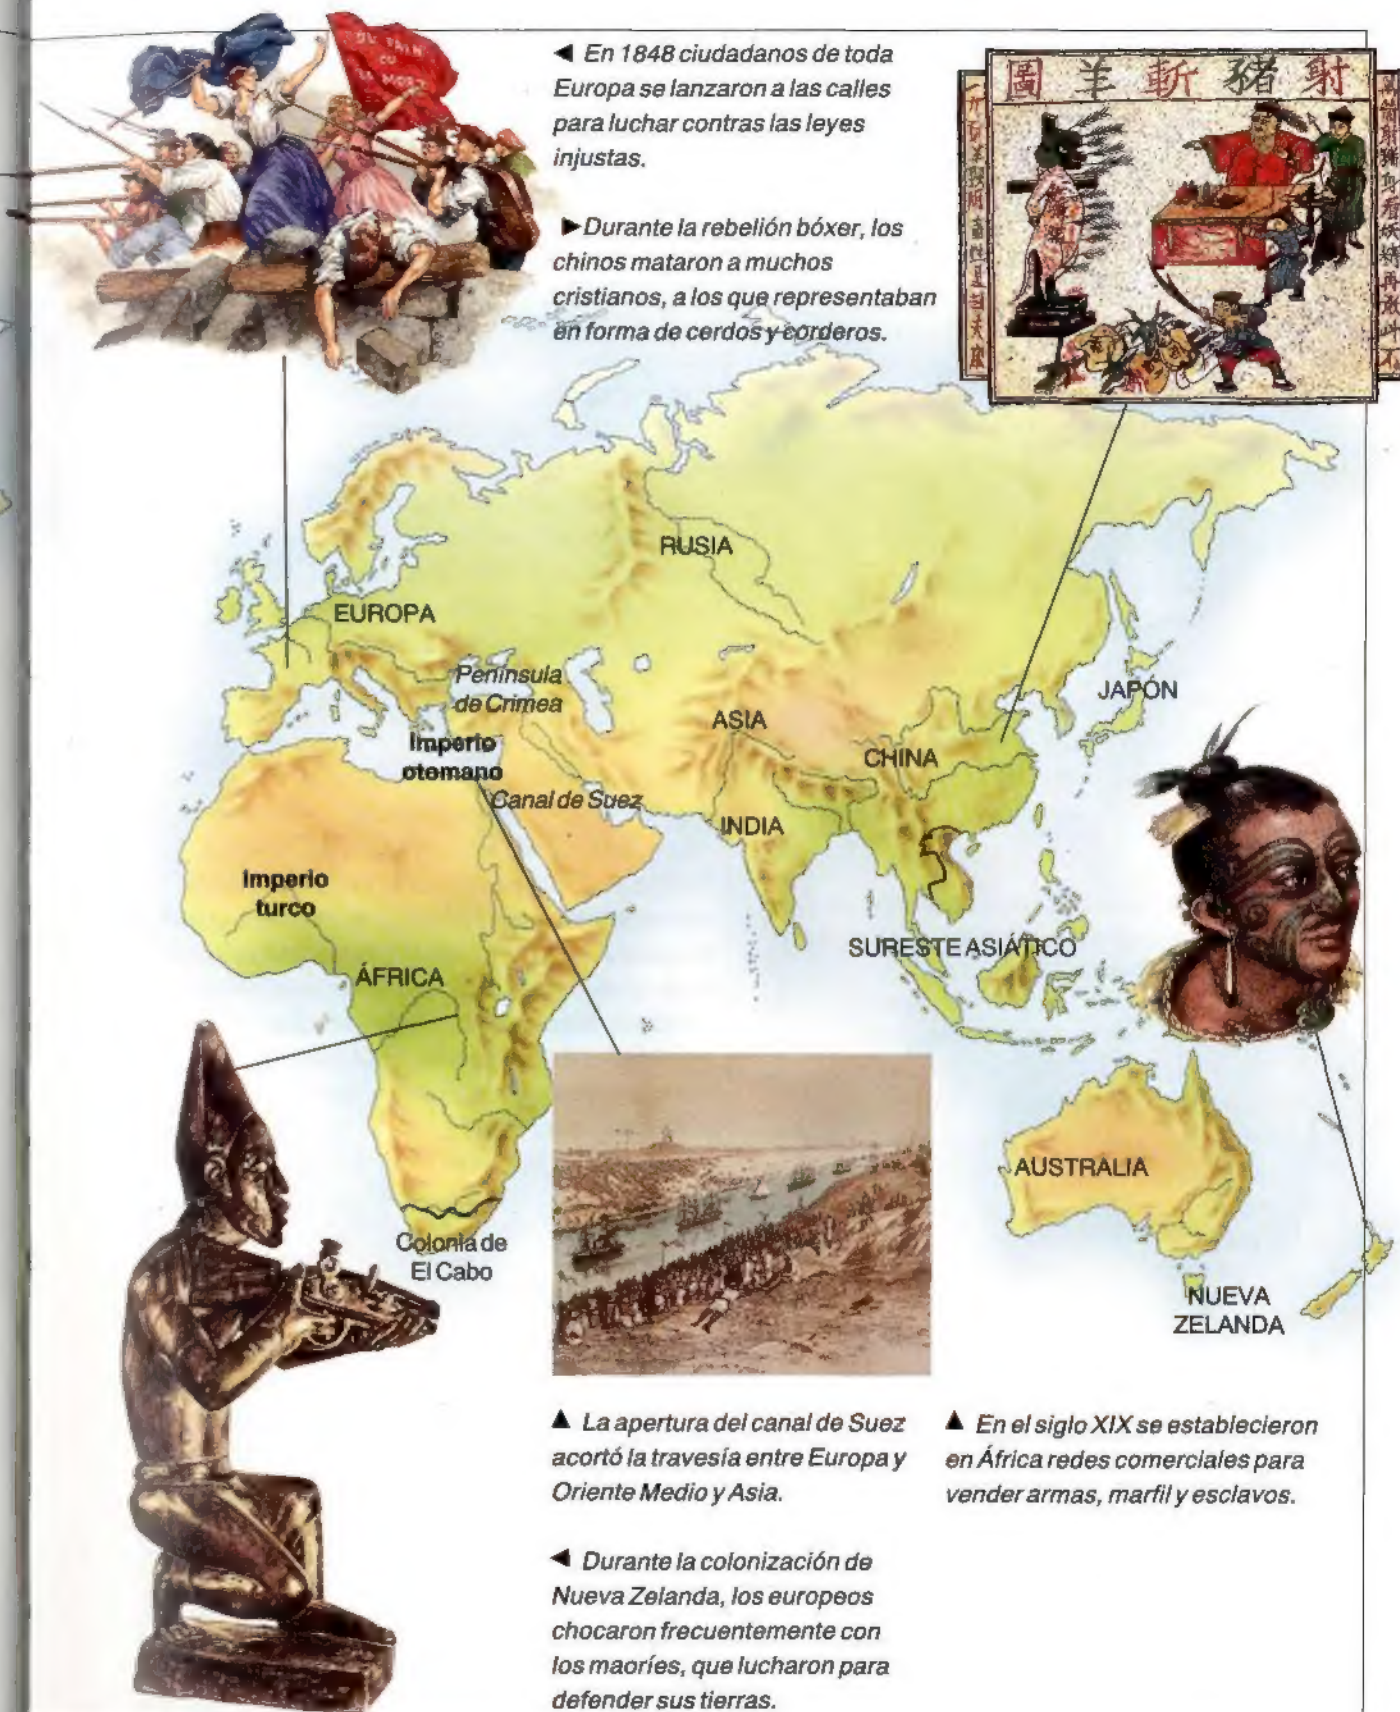 DU PAIN
OU
LA MORT
◄ En 1848 ciudadanos de toda
Europa se lanzaron a las calles
para luchar contras las leyes
injustas.
►Durante la rebelión bóxer, los
chinos mataron a muchos
cristianos, a los que representaban
en forma de cerdos y corderos.
圖羊斬豬射
RUSIA
EUROPA
Península
de Crimea
JAPÓN
ASIA
Imperio
otomano
CHINA
Canal de Suez
INDIA
Imperio
turco
SURESTE ASIÁTICO
ÁFRICA
AUSTRALIA
Colonia de
El Cabo
NUEVA
ZELANDA
▲ La apertura del canal de Suez
acortó la travesía entre Europa y
Oriente Medio y Asia.
▲ En el siglo XIX se establecieron
en África redes comerciales para
vender armas, marfil y esclavos.
◄ Durante la colonización de
Nueva Zelanda, los europeos
chocaron frecuentemente con
los maoríes, que lucharon para
defender sus tierras.